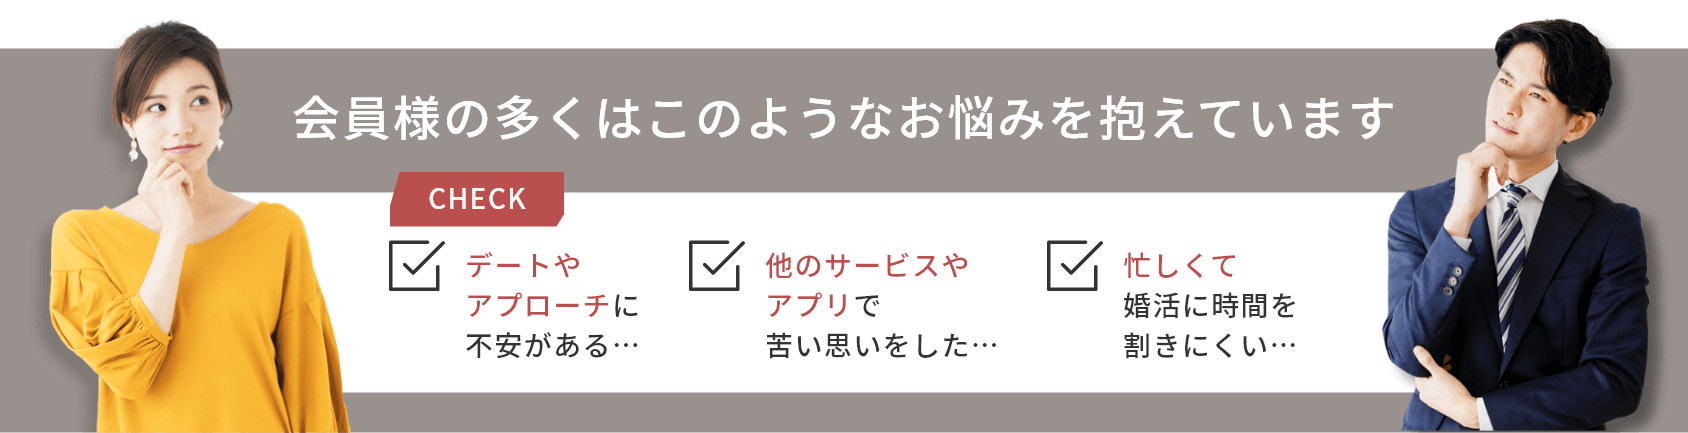 会員様の多くはこのようなお悩みを抱えています
CHECK
デートや
アプローチに
不安がある…
他のサービスや
アプリで
苦い思いをした…
忙しくて
婚活に時間を
割きにくい…